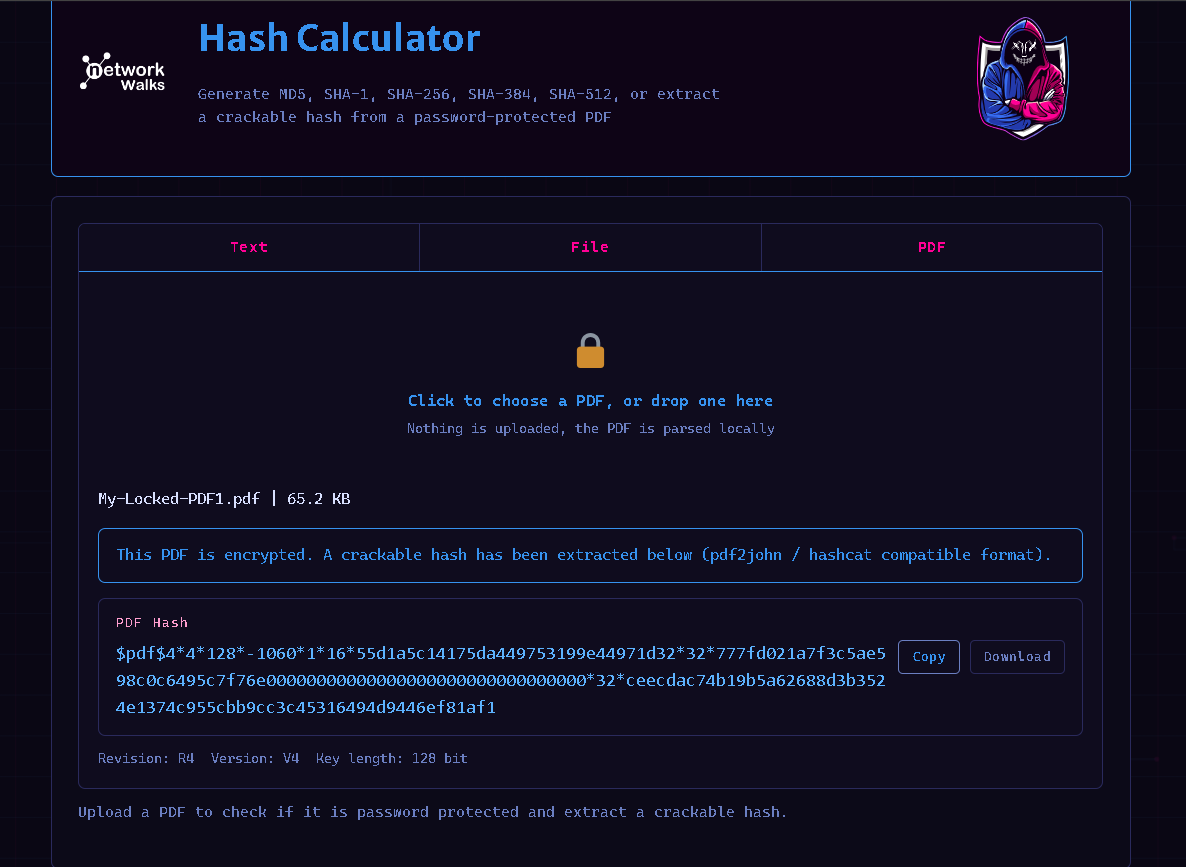 Hash Calculator
network
Walks
Generate MD5, SHA-1, SHA-256, SHA-384, SHA-512, or extract
a crackable hash from a password-protected PDF
Text
File
PDF
Click to choose a PDF, or drop one here
Nothing is uploaded, the PDF is parsed locally
My-Locked-PDF1.pdf | 65.2 KB
This PDF is encrypted. A crackable hash has been extracted below (pdf2john / hashcat compatible format).
PDF Hash
$pdf$4*4*128*-1060*1*16*55d1a5c14175da449753199e44971d32*32*777fd021a7f3c5ae5
98c0c6495c7f76e00000000000000000000000000000000*32*ceecdac74b19b5a62688d3b352
4e1374c955cbb9cc3c45316494d9446ef81af1
Copy
Download
Revision: R4 Version: V4 Key length: 128 bit
Upload a PDF to check if it is password protected and extract a crackable hash.